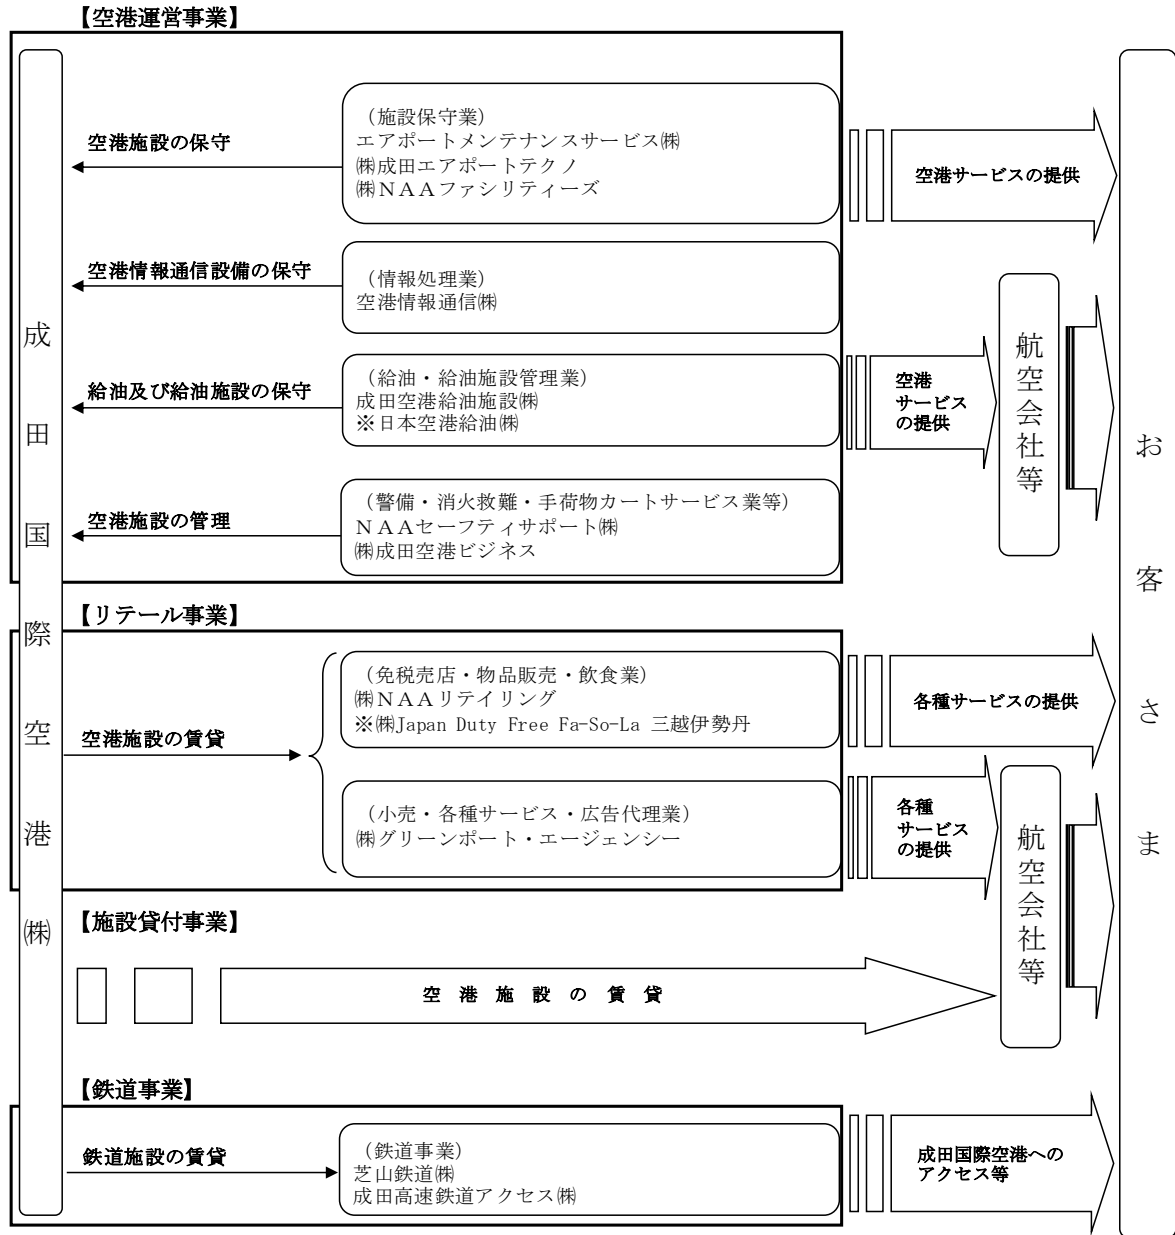 【空港運営事業】
空港施設の保守
（施設保守業）
エアポートメンテナンスサービス㈱
㈱成田エアポートテクノ
㈱ＮＡＡファシリティーズ
空港サービスの提供
空港情報通信設備の保守
（情報処理業）
空港情報通信㈱
給油及び給油施設の保守
（給油・給油施設管理業）
成田空港給油施設㈱
※日本空港給油㈱
空港
サービス
の提供
航空会社等
空港施設の管理
（警備・消火救難・手荷物カートサービス業等）
ＮＡＡセーフティサポート㈱
㈱成田空港ビジネス
成田国際空港㈱
お客さま
【リテール事業】
空港施設の賃貸
（免税売店・物品販売・飲食業）
㈱ＮＡＡリテイリング
※㈱Japan Duty Free Fa-So-La 三越伊勢丹
各種サービスの提供
（小売・各種サービス・広告代理業）
㈱グリーンポート・エージェンシー
各種
サービス
の提供
航空会社等
【施設貸付事業】
空港施設の賃貸
【鉄道事業】
鉄道施設の賃貸
（鉄道事業）
芝山鉄道㈱
成田高速鉄道アクセス㈱
成田国際空港への
アクセス等